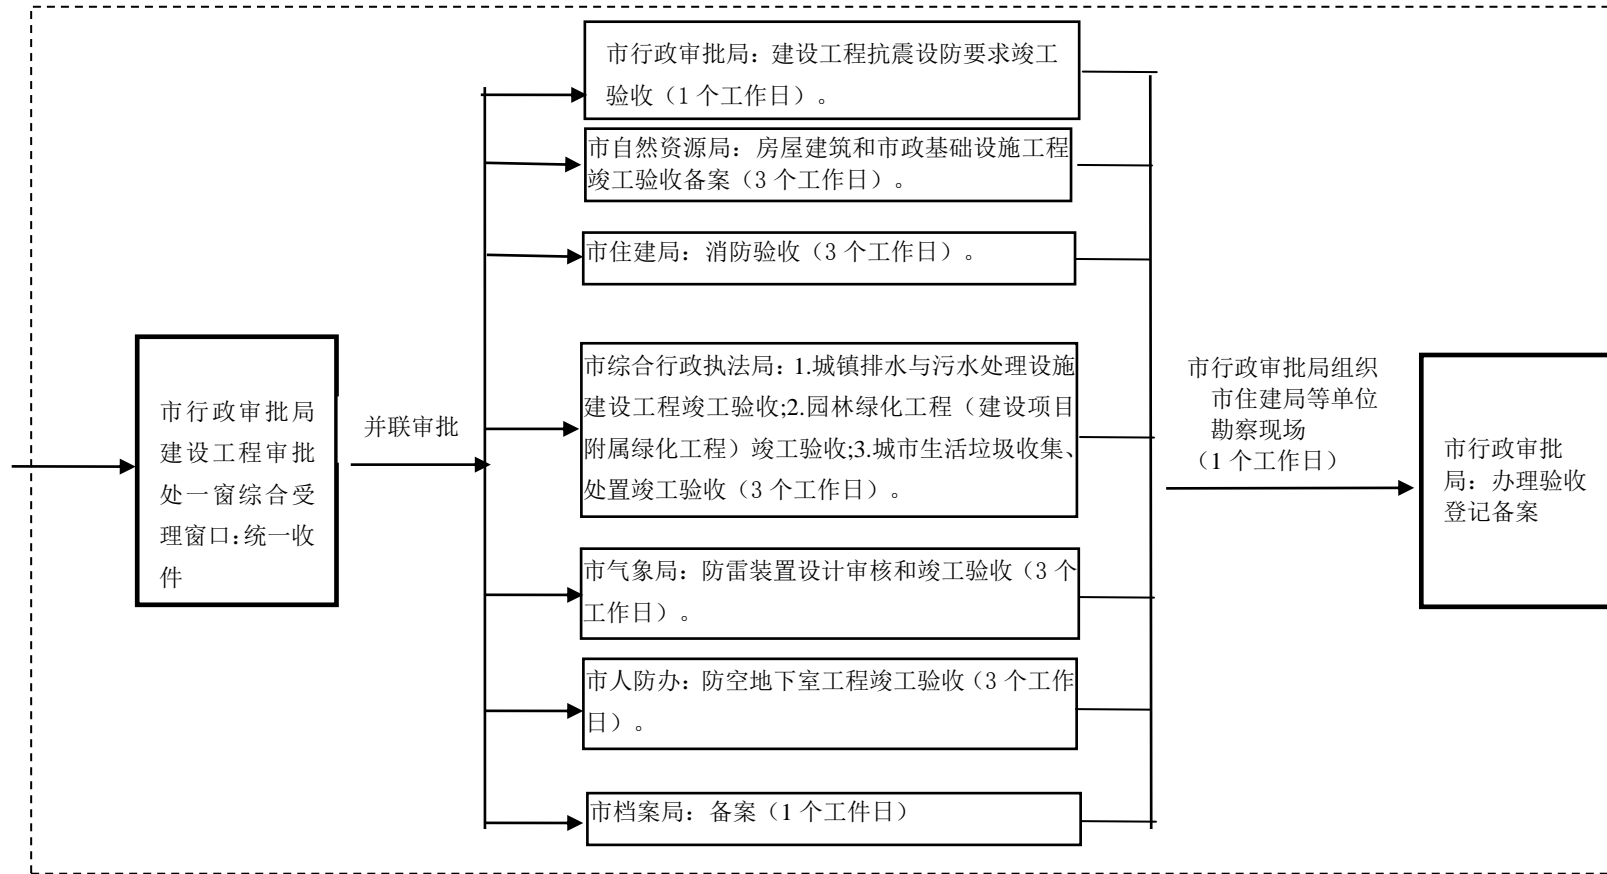 市行政审批局
建设工程审批
处一窗综合受
理窗口:统一收
件
并联审批
市行政审批局：建设工程抗震设防要求竣工
验收（1 个工作日）。
市自然资源局：房屋建筑和市政基础设施工程
竣工验收备案（3 个工作日）。
市住建局：消防验收（3 个工作日）。
市综合行政执法局：1.城镇排水与污水处理设施
建设工程竣工验收;2.园林绿化工程（建设项目
附属绿化工程）竣工验收;3.城市生活垃圾收集、
处置竣工验收（3 个工作日）。
市气象局：防雷装置设计审核和竣工验收（3 个
工作日）。
市人防办：防空地下室工程竣工验收（3 个工作
日）。
市档案局：备案（1 个工件日）
市行政审批局组织
市住建局等单位
勘察现场
（1 个工作日）
市行政审批
局：办理验收
登记备案